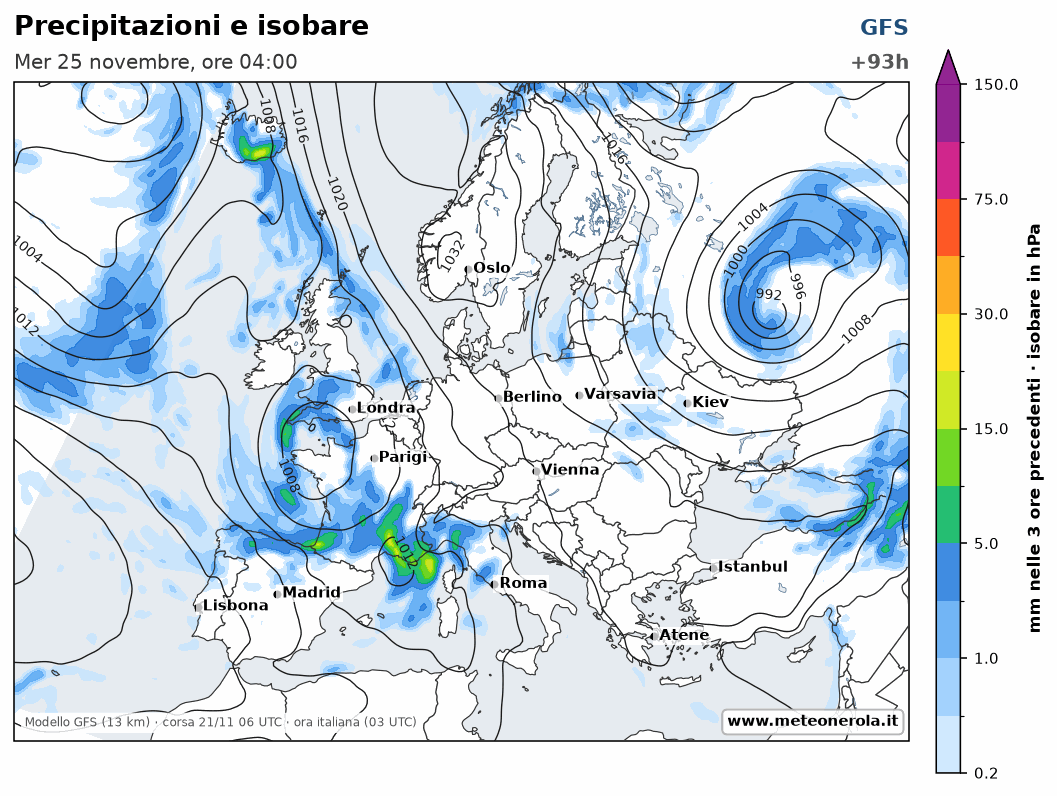 Precipitazioni e isobare
GFS
Mer 25 novembre, ore 04:00
+93h
1008
1016
1020
1016
1004
1032
1004
1000
992
996
1012
1008
Oslo
Berlino
Varsavia
Kiev
Londra
Parigi
Vienna
1008
1012
Istanbul
Roma
Madrid
Lisbona
Atene
Modello GFS (13 km) · corsa 21/11 06 UTC · ora italiana (03 UTC)
www.meteonerola.it
150.0
75.0
30.0
15.0
5.0
1.0
0.2
mm nelle 3 ore precedenti · isobare in hPa